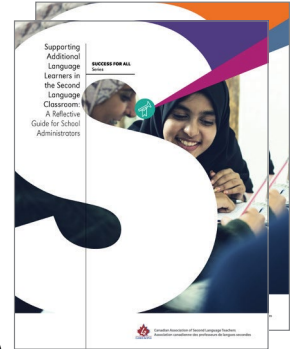 Supporting
Additional
Language
Learners in
the Second
Language
Classroom:
A Reflective
Guide for School
Administrators
SUCCESS FOR ALL
Series
Canadian Association of Second Language Teachers
Association canadienne des professeurs de langues secondes